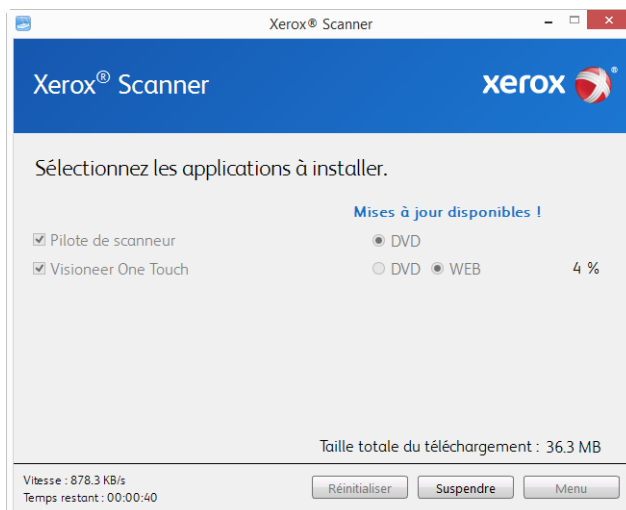 Xerox® Scanner
Xerox® Scanner
xerox ®
Sélectionnez les applications à installer.
Mises à jour disponibles !
Pilote de scanneur DVD
Visioneer One Touch DVD WEB 4 %
Taille totale du téléchargement : 36.3 MB
Vitesse : 878.3 KB/s
Temps restant : 00:00:40
Réinitialiser Suspendre Menu